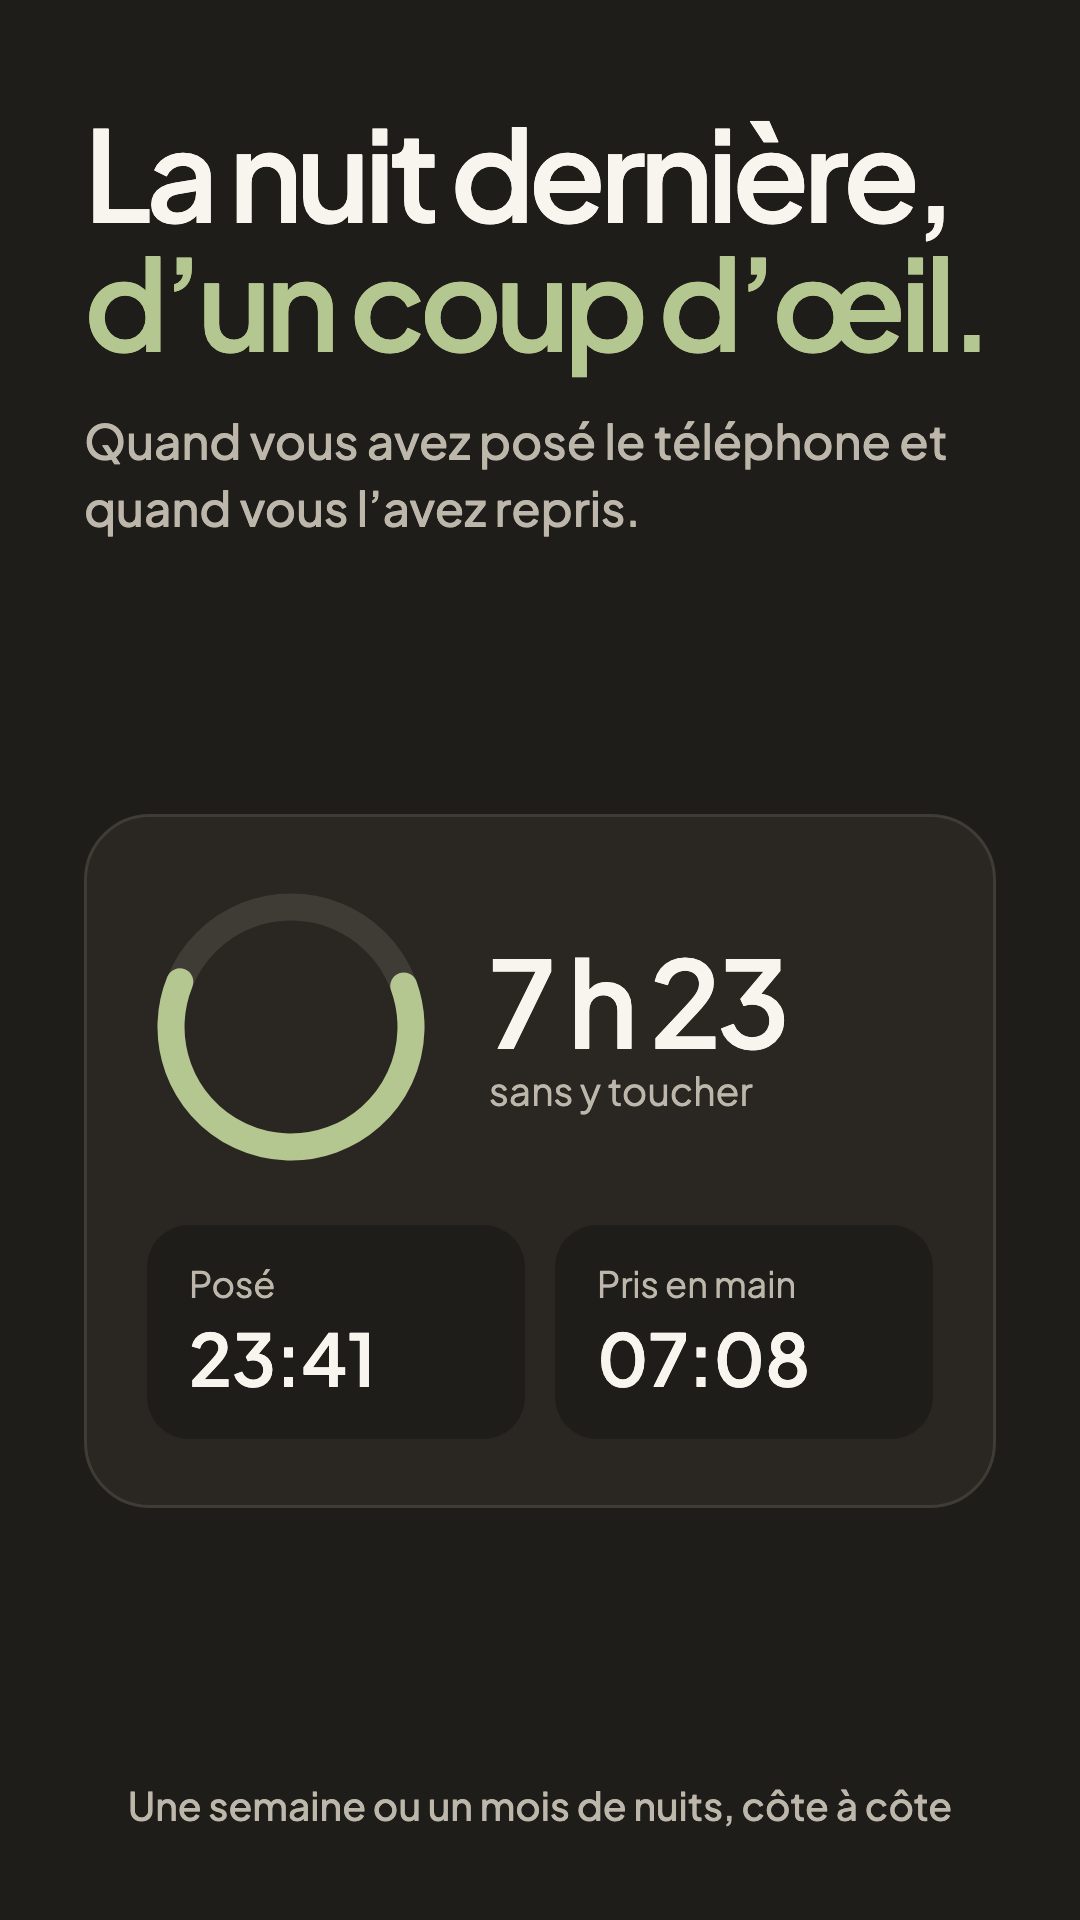 La nuit dernière,
d’un coup d’œil.
Quand vous avez posé le téléphone et
quand vous l’avez repris.
7 h 23
sans y toucher
Posé
23:41
Pris en main
07:08
Une semaine ou un mois de nuits, côte à côte